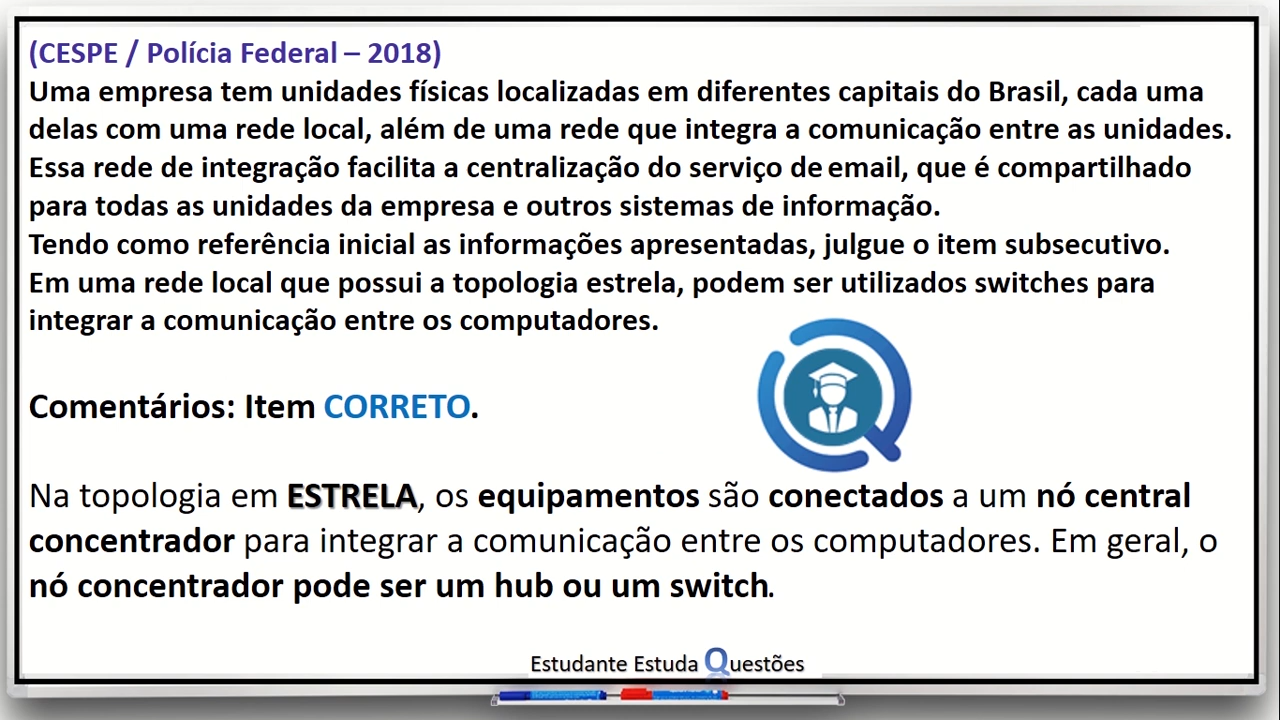 (CESPE / Polícia Federal – 2018)
Uma empresa tem unidades físicas localizadas em diferentes capitais do Brasil, cada uma
delas com uma rede local, além de uma rede que integra a comunicação entre as unidades.
Essa rede de integração facilita a centralização do serviço de email, que é compartilhado
para todas as unidades da empresa e outros sistemas de informação.
Tendo como referência inicial as informações apresentadas, julgue o item subsecutivo.
Em uma rede local que possui a topologia estrela, podem ser utilizados switches para
integrar a comunicação entre os computadores.
Comentários: Item CORRETO.
Na topologia em ESTRELA, os equipamentos são conectados a um nó central
concentrador para integrar a comunicação entre os computadores. Em geral, o
nó concentrador pode ser um hub ou um switch.
Estudante Estuda Questões